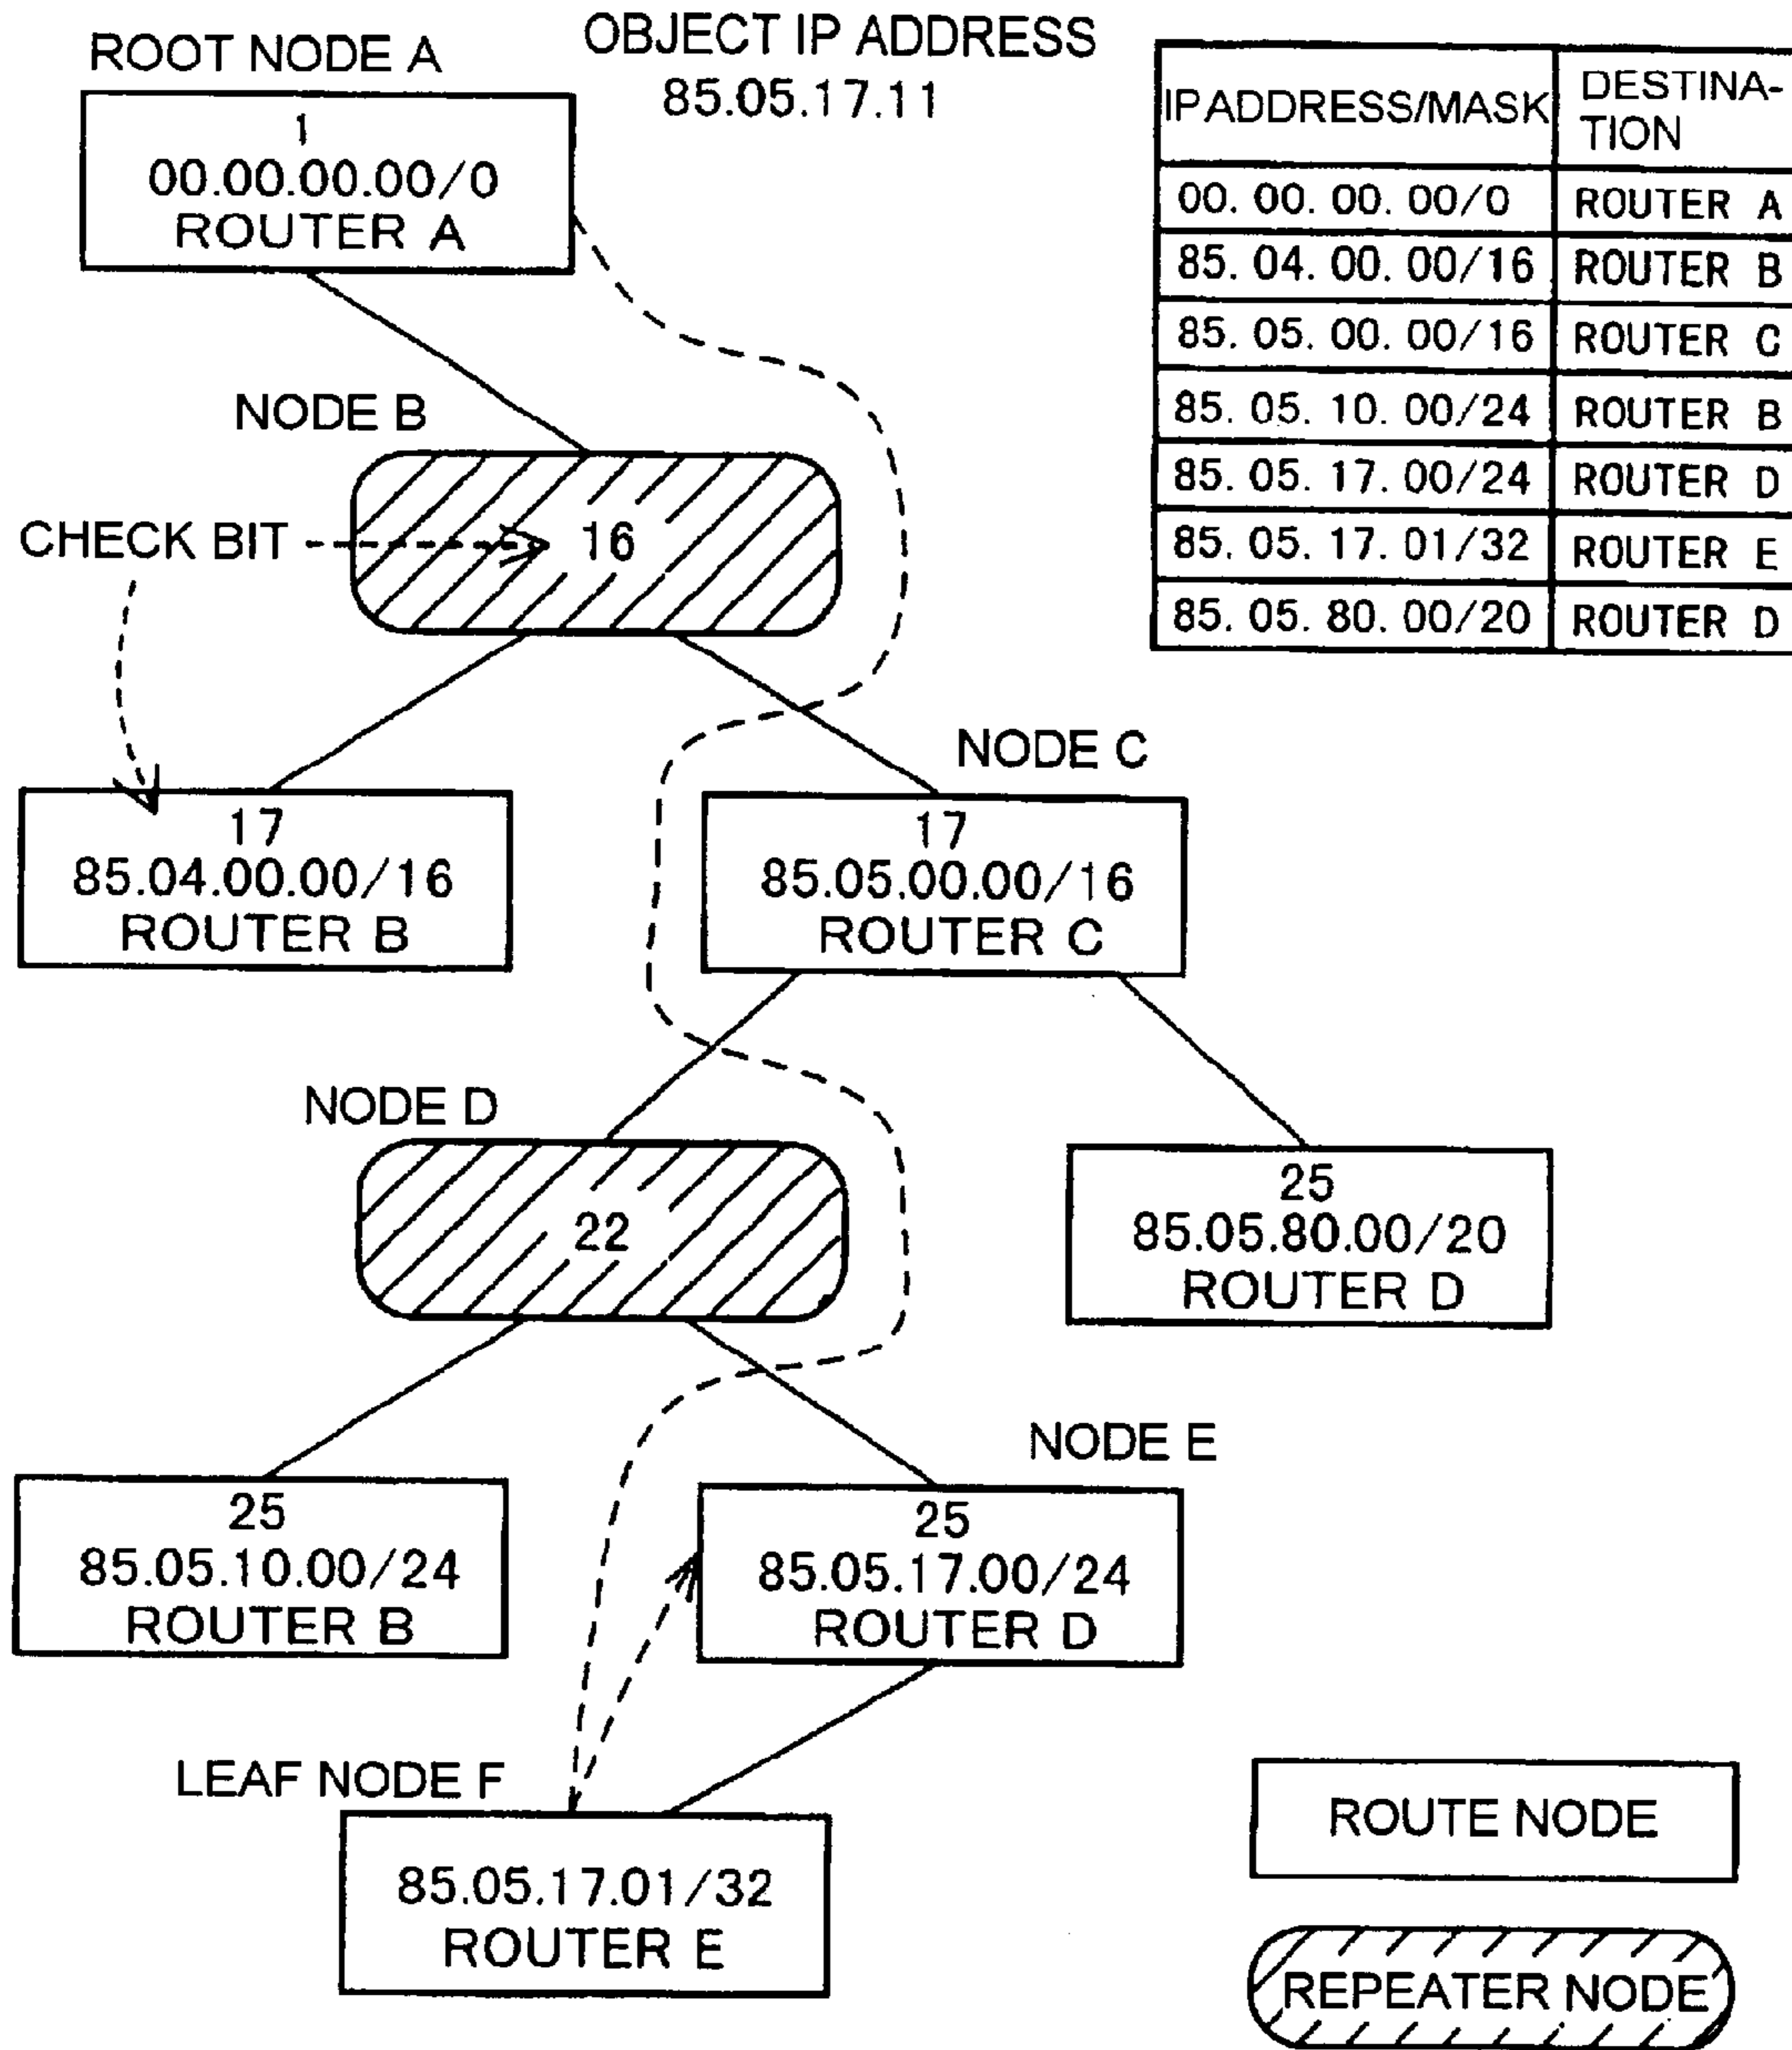 ROOT NODE A
OBJECT IP ADDRESS
85.05.17.11
1
00.00.00.00/0
ROUTER A
IP ADDRESS/MASK DESTINA-
TION
00.00.00.00/0 ROUTER A
85.04.00.00/16 ROUTER B
85.05.00.00/16 ROUTER C
85.05.10.00/24 ROUTER B
85.05.17.00/24 ROUTER D
85.05.17.01/32 ROUTER E
85.05.80.00/20 ROUTER D
NODE B
CHECK BIT
16
NODE C
17
85.04.00.00/16
ROUTER B
17
85.05.00.00/16
ROUTER C
NODE D
22
25
85.05.80.00/20
ROUTER D
NODE E
25
85.05.10.00/24
ROUTER B
25
85.05.17.00/24
ROUTER D
LEAF NODE F
85.05.17.01/32
ROUTER E
ROUTE NODE
REPEATER NODE